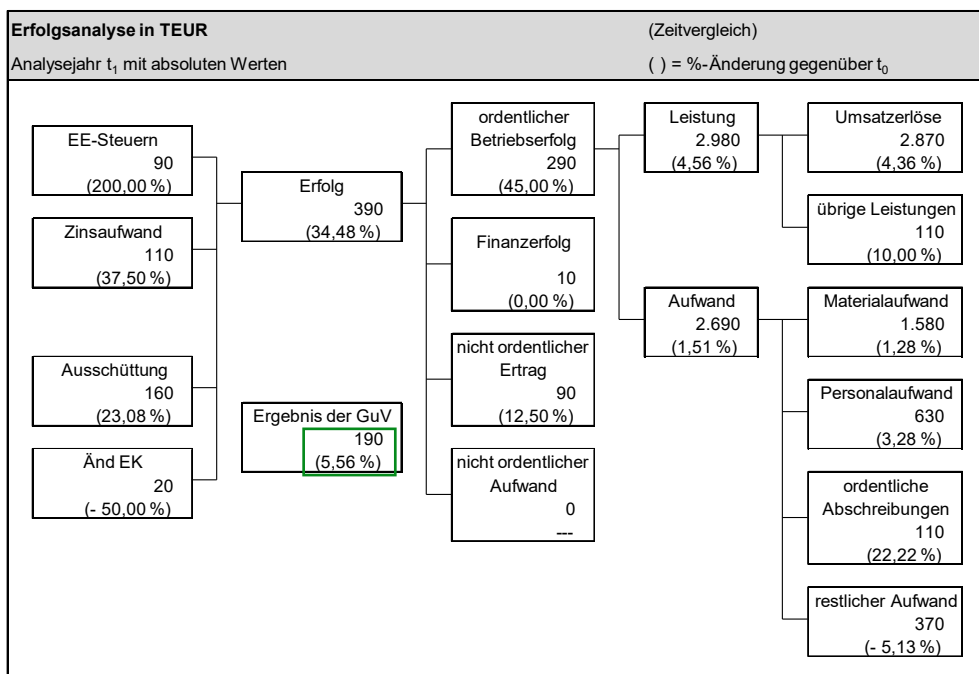 Erfolgsanalyse in TEUR
(Zeitvergleich)
Analysejahr t₁ mit absoluten Werten
( ) = %-Änderung gegenüber t₀
EE-Steuern
90
(200,00 %)
Zinsaufwand
110
(37,50 %)
Ausschüttung
160
(23,08 %)
Änd EK
20
(- 50,00 %)
Erfolg
390
(34,48 %)
Ergebnis der GuV
190
(5,56 %)
ordentlicher
Betriebserfolg
290
(45,00 %)
Finanzerfolg
10
(0,00 %)
nicht ordentlicher
Ertrag
90
(12,50 %)
nicht ordentlicher
Aufwand
0
---
Leistung
2.980
(4,56 %)
Aufwand
2.690
(1,51 %)
Umsatzerlöse
2.870
(4,36 %)
übrige Leistungen
110
(10,00 %)
Materialaufwand
1.580
(1,28 %)
Personalaufwand
630
(3,28 %)
ordentliche
Abschreibungen
110
(22,22 %)
restlicher Aufwand
370
(- 5,13 %)